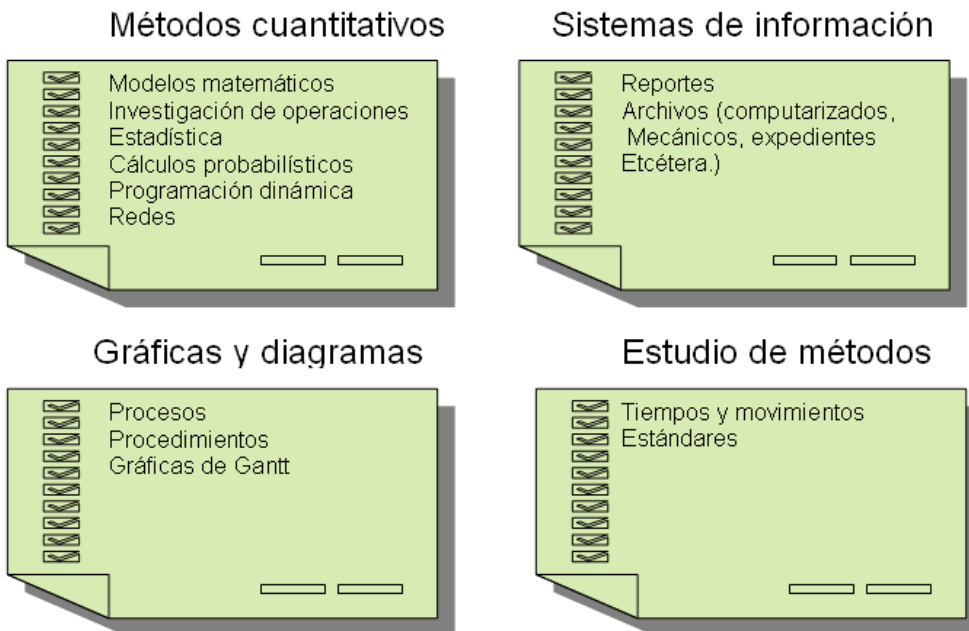 Métodos cuantitativos
Modelos matemáticos
Investigación de operaciones
Estadística
Cálculos probabilísticos
Programación dinámica
Redes
Sistemas de información
Reportes
Archivos (computarizados,
Mecánicos, expedientes
Etcétera.)
Gráficas y diagramas
Procesos
Procedimientos
Gráficas de Gantt
Estudio de métodos
Tiempos y movimientos
Estándares